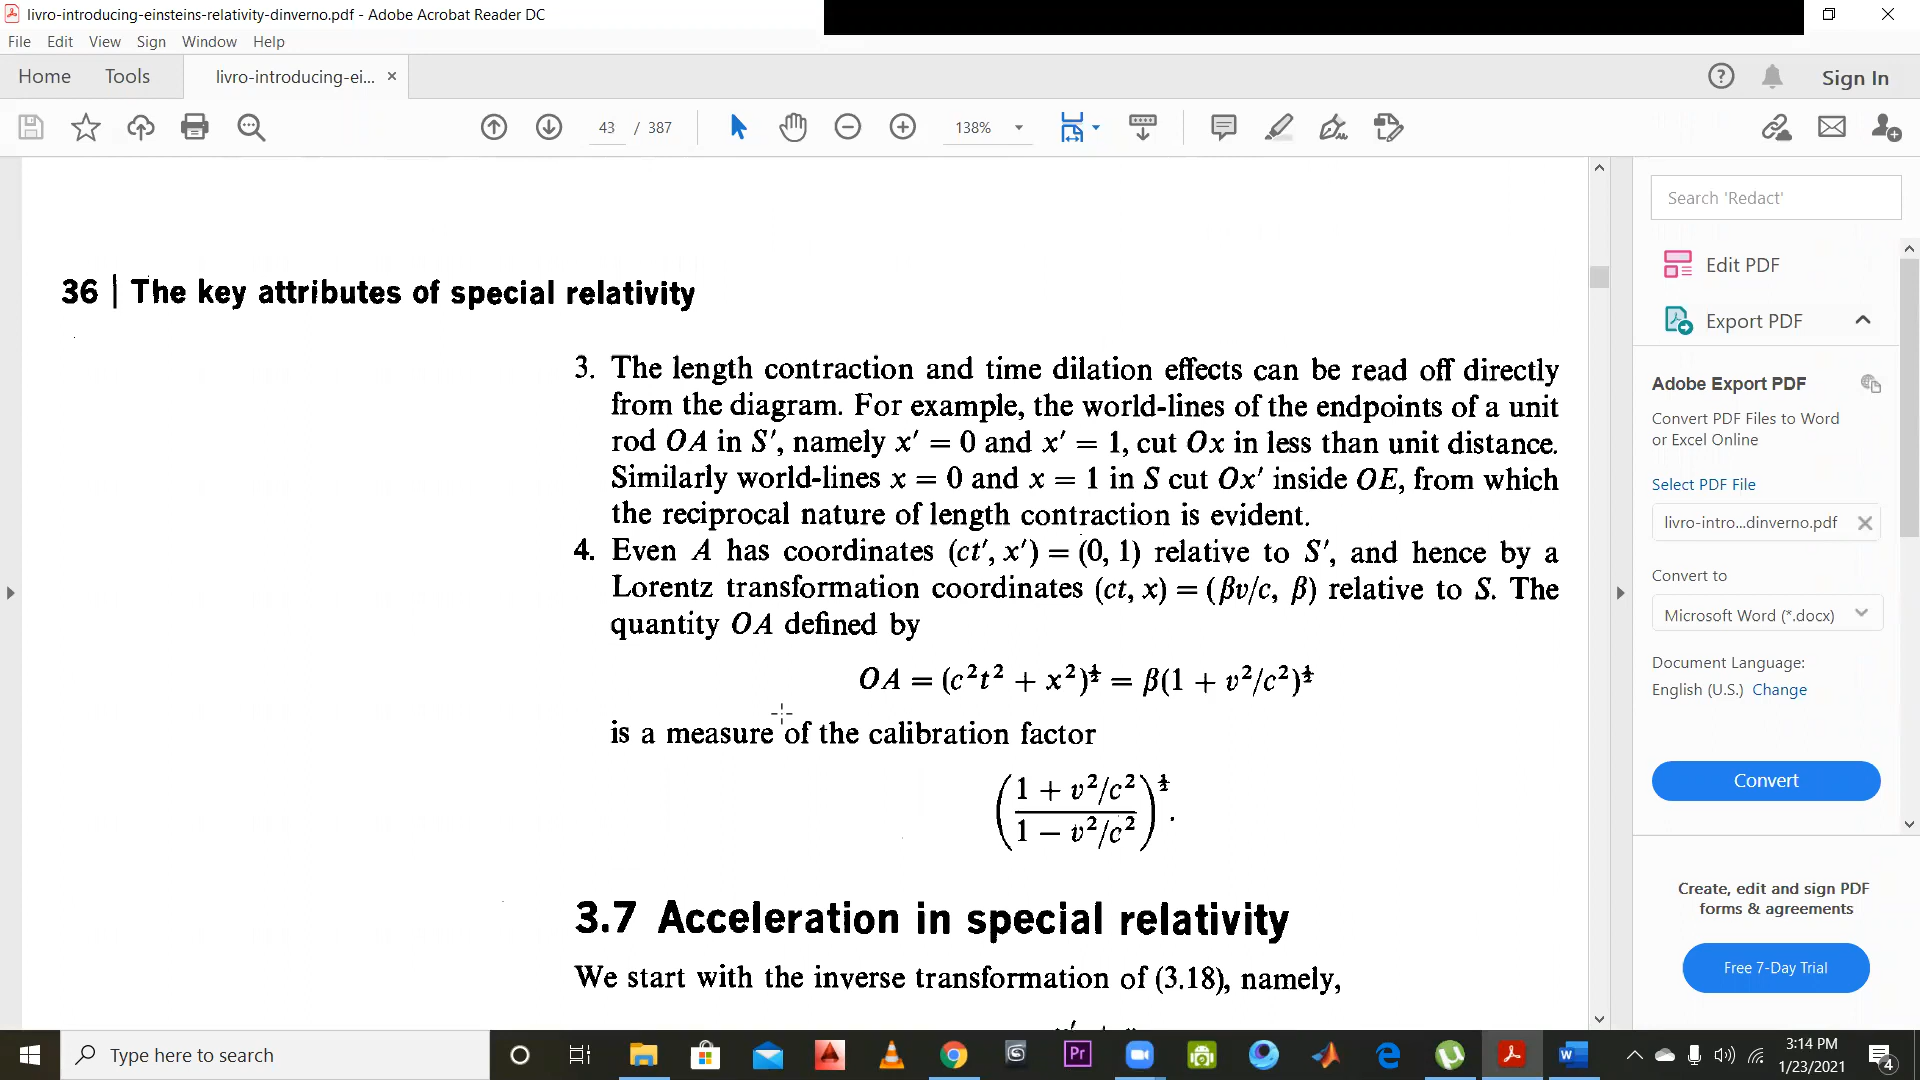 livro-introducing-einsteins-relativity-dinverno.pdf - Adobe Acrobat Reader DC
File Edit View Sign Window Help
Home Tools livro-introducing-ei... × Sign In
43 / 387 138%
36 | The key attributes of special relativity
3. The length contraction and time dilation effects can be read off directly
from the diagram. For example, the world-lines of the endpoints of a unit
rod OA in S′, namely x′ = 0 and x′ = 1, cut Ox in less than unit distance.
Similarly world-lines x = 0 and x = 1 in S cut Ox′ inside OE, from which
the reciprocal nature of length contraction is evident.
4. Even A has coordinates (ct′, x′) = (0, 1) relative to S′, and hence by a
Lorentz transformation coordinates (ct, x) = (βv/c, β) relative to S. The
quantity OA defined by
OA = (c²t² + x²)^½ = β(1 + v²/c²)^½
is a measure of the calibration factor
((1 + v²/c²)/(1 − v²/c²))^½.
3.7 Acceleration in special relativity
We start with the inverse transformation of (3.18), namely,
Search 'Redact'
Edit PDF
Export PDF
Adobe Export PDF
Convert PDF Files to Word
or Excel Online
Select PDF File
livro-intro...dinverno.pdf
Convert to
Microsoft Word (*.docx)
Document Language:
English (U.S.) Change
Convert
Create, edit and sign PDF
forms & agreements
Free 7-Day Trial
Type here to search
Pr
3:14 PM
1/23/2021
4